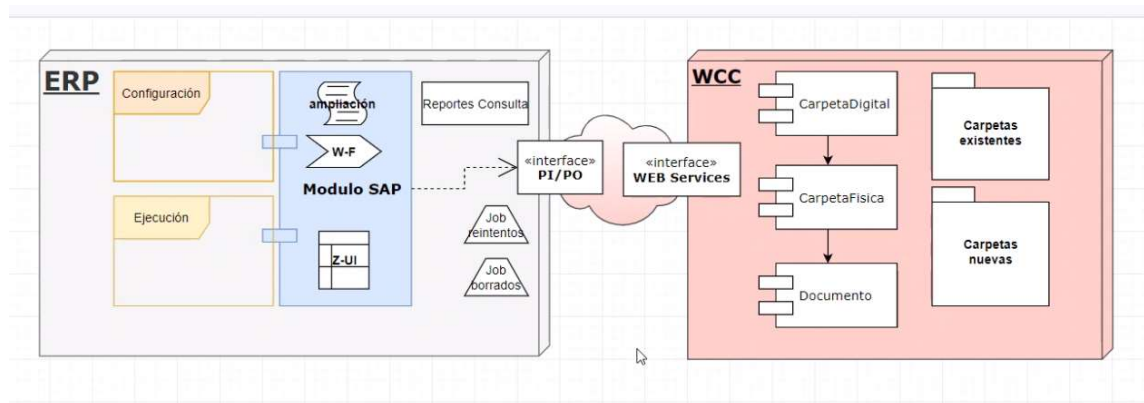 ERP
Configuración
Ejecución
ampliación
W-F
Modulo SAP
Z-UI
Reportes Consulta
Job
reintentos
Job
borrados
«interface»
PI/PO
«interface»
WEB Services
WCC
CarpetaDigital
CarpetaFisica
Documento
Carpetas
existentes
Carpetas
nuevas